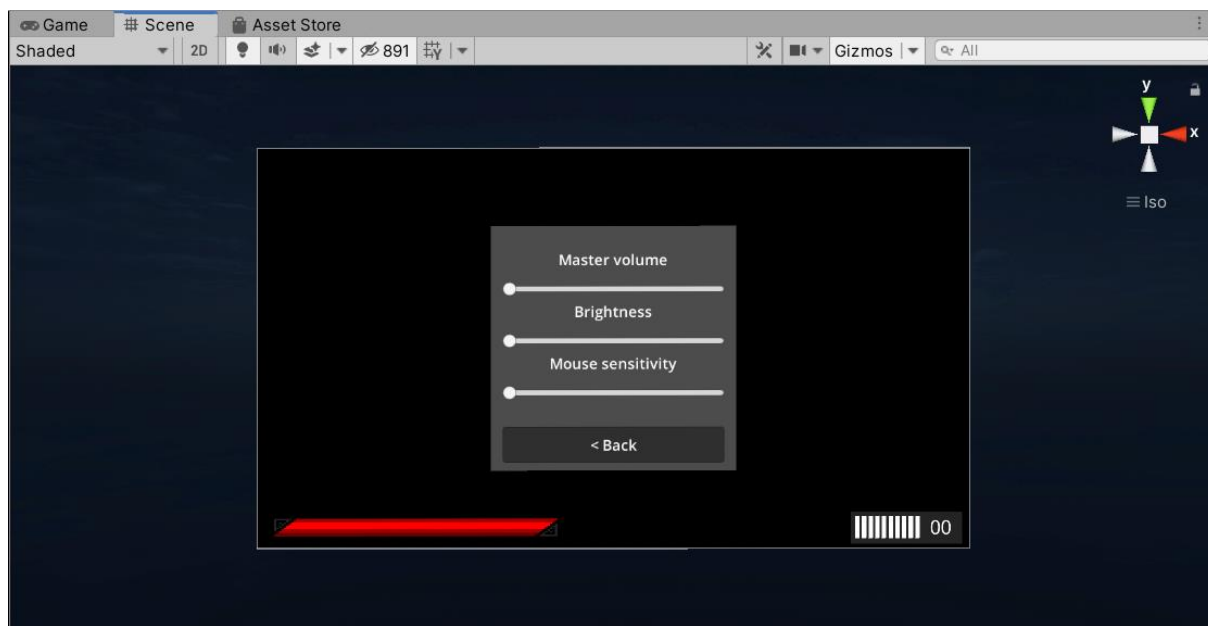 Game Scene Asset Store
Shaded 2D 891 Gizmos All
y
x
Iso
Master volume
Brightness
Mouse sensitivity
< Back
00